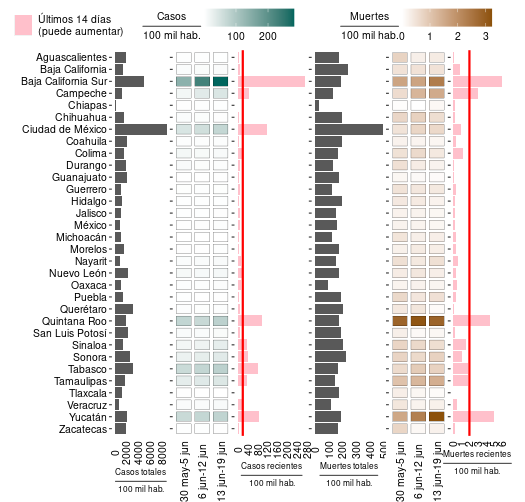 Últimos 14 días
(puede aumentar)
Casos
100 mil hab.
100 200
Muertes
100 mil hab.
0 1 2 3
Aguascalientes
Baja California
Baja California Sur
Campeche
Chiapas
Chihuahua
Ciudad de México
Coahuila
Colima
Durango
Guanajuato
Guerrero
Hidalgo
Jalisco
México
Michoacán
Morelos
Nayarit
Nuevo León
Oaxaca
Puebla
Querétaro
Quintana Roo
San Luis Potosí
Sinaloa
Sonora
Tabasco
Tamaulipas
Tlaxcala
Veracruz
Yucatán
Zacatecas
0 2000 4000 6000 8000
Casos totales
100 mil hab.
30 may-5 jun
6 jun-12 jun
13 jun-19 jun
0 40 80 120 160 200 240 280
Casos recientes
100 mil hab.
0 100 200 300 400 500
Muertes totales
100 mil hab.
30 may-5 jun
6 jun-12 jun
13 jun-19 jun
0 1 2 3 4 5 6
Muertes recientes
100 mil hab.